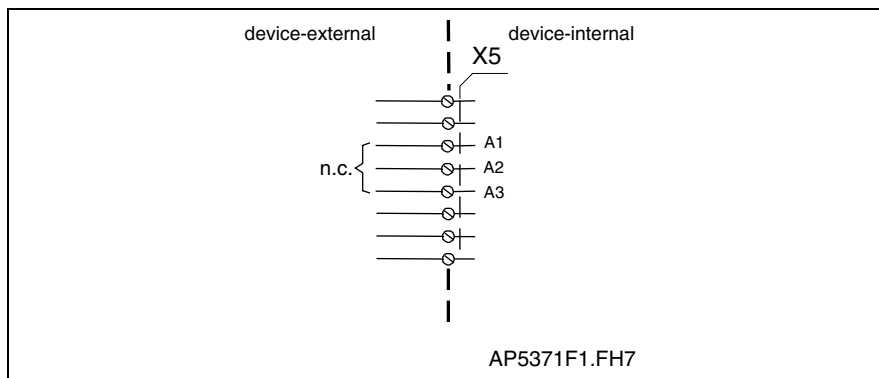 device-external device-internal
X5
A1
n.c. A2
A3
AP5371F1.FH7